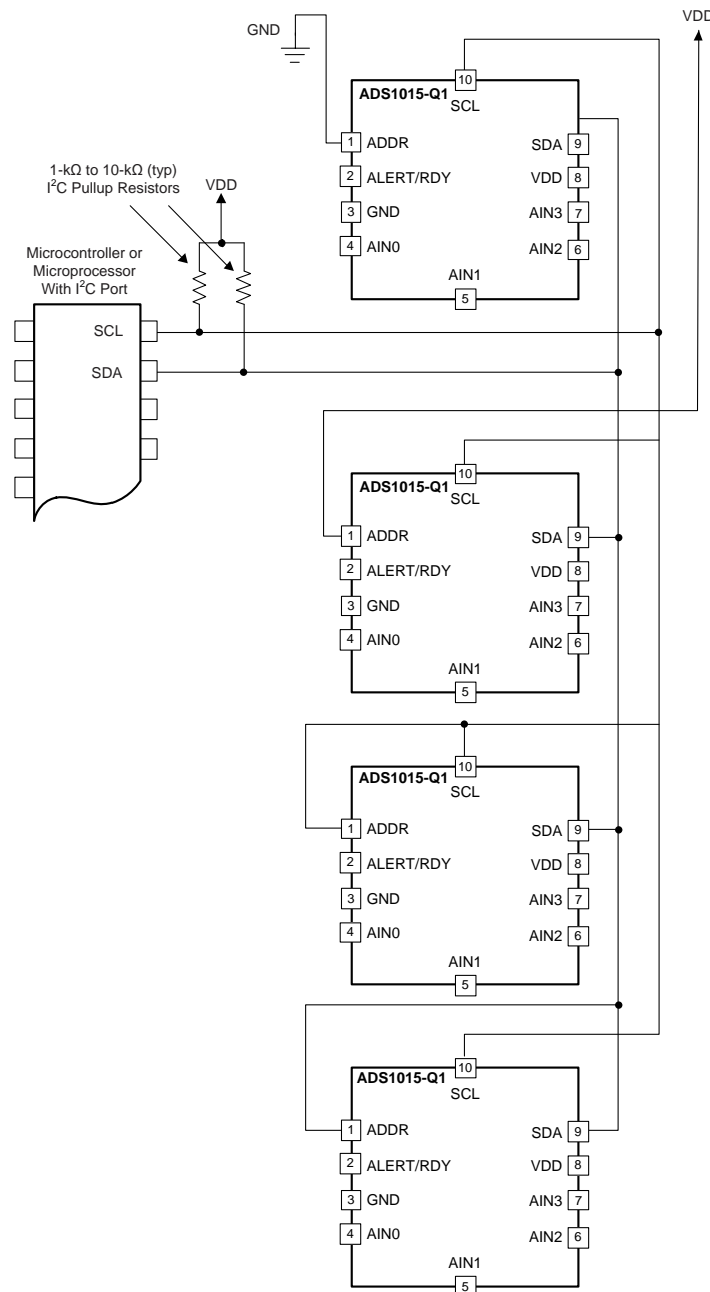 GND
VDD
10
ADS1015-Q1
SCL
1 ADDR
SDA 9
2 ALERT/RDY
VDD 8
3 GND
AIN3 7
4 AIN0
AIN2 6
AIN1
5
1-kΩ to 10-kΩ (typ)
I²C Pullup Resistors
VDD
Microcontroller or
Microprocessor
With I²C Port
SCL
SDA
10
ADS1015-Q1
SCL
1 ADDR
SDA 9
2 ALERT/RDY
VDD 8
3 GND
AIN3 7
4 AIN0
AIN2 6
AIN1
5
10
ADS1015-Q1
SCL
1 ADDR
SDA 9
2 ALERT/RDY
VDD 8
3 GND
AIN3 7
4 AIN0
AIN2 6
AIN1
5
10
ADS1015-Q1
SCL
1 ADDR
SDA 9
2 ALERT/RDY
VDD 8
3 GND
AIN3 7
4 AIN0
AIN2 6
AIN1
5